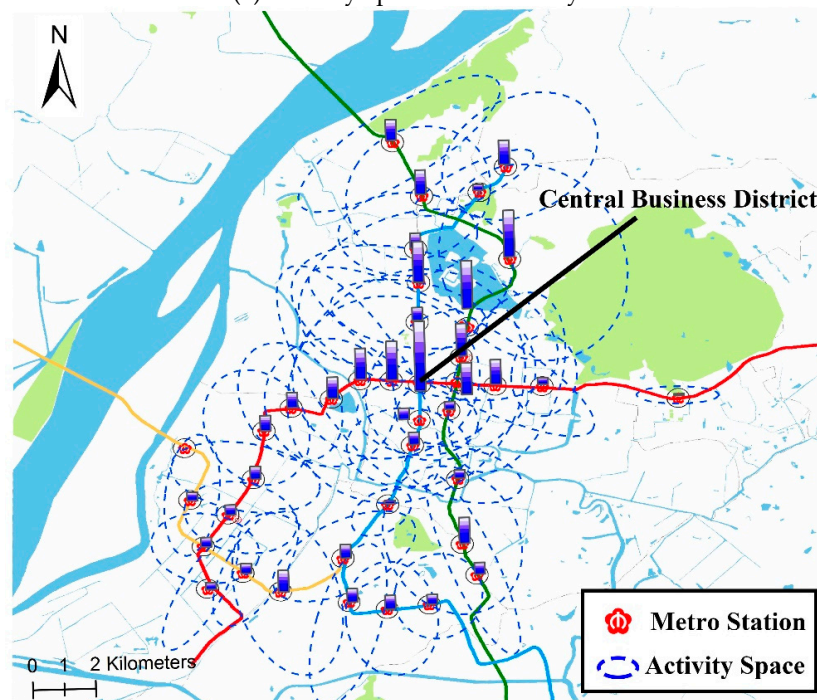 N
Central Business District
Metro Station
Activity Space
0 1 2 Kilometers